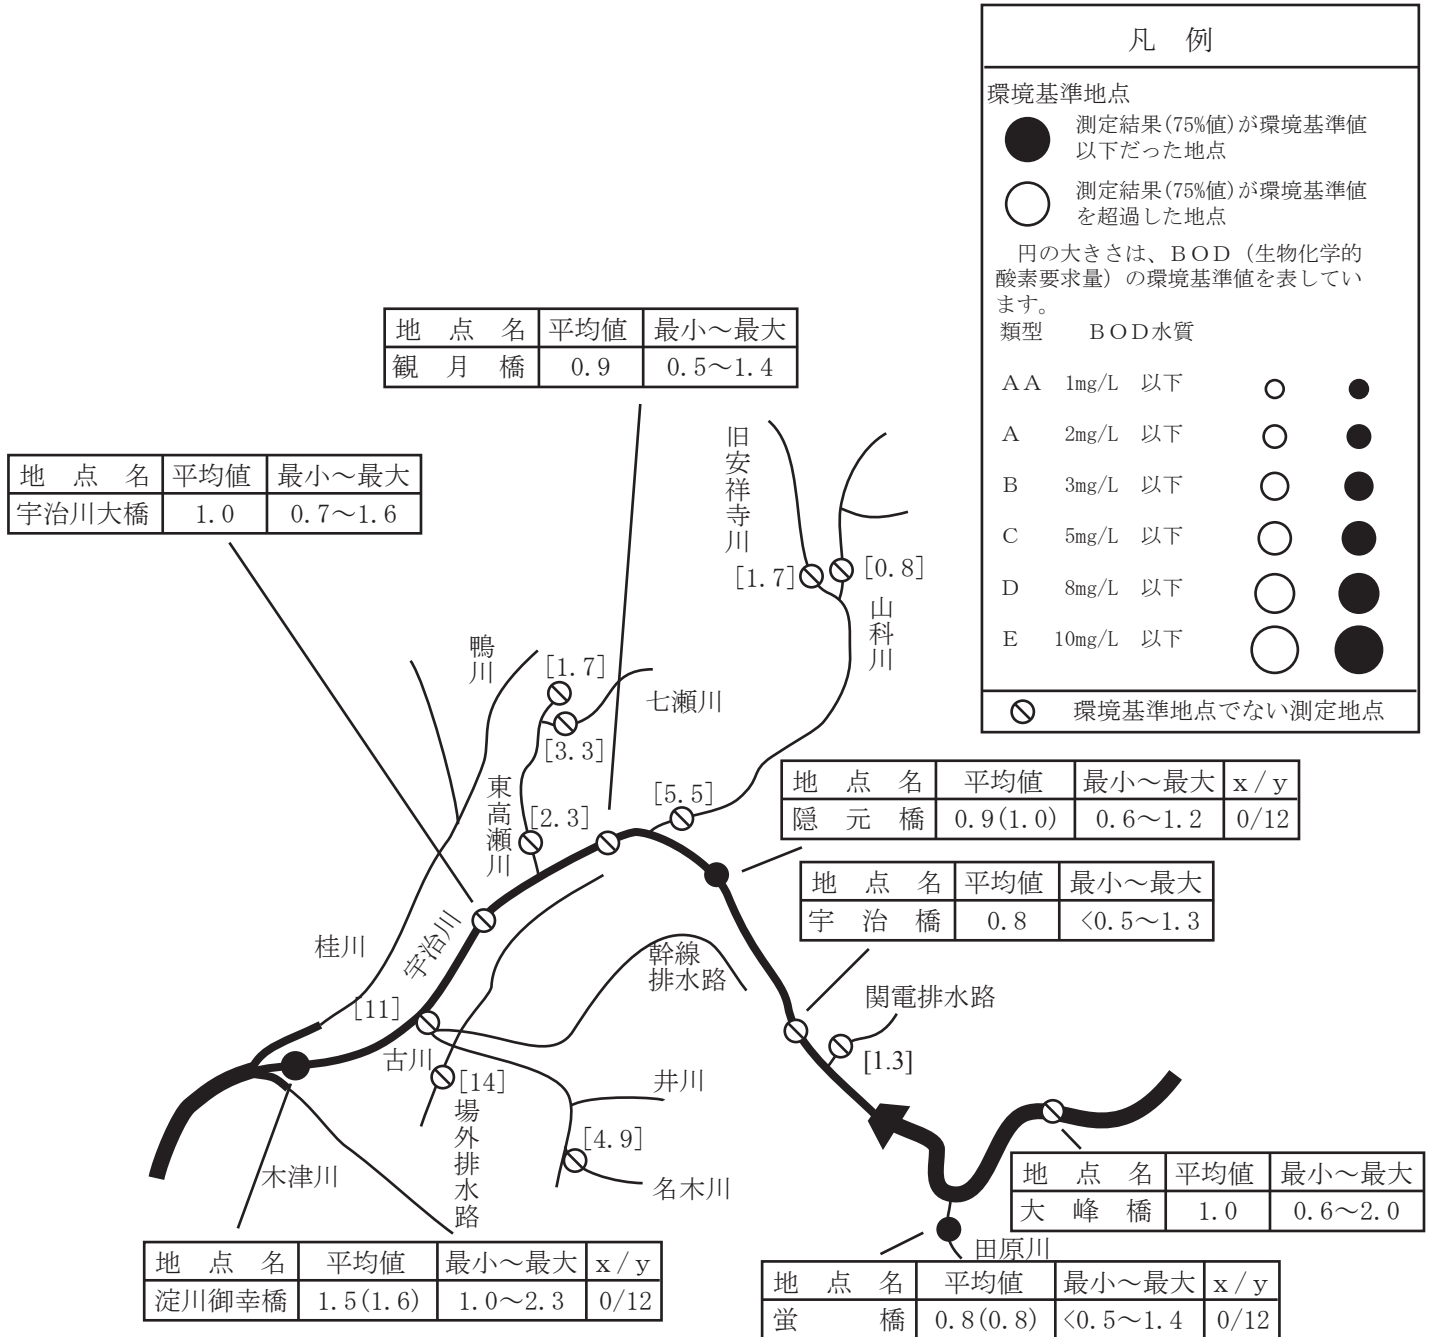 凡　例
環境基準地点
測定結果(75%値)が環境基準値
以下だった地点
測定結果(75%値)が環境基準値
を超過した地点
円の大きさは、ＢＯＤ（生物化学的
酸素要求量）の環境基準値を表してい
ます。
類型　ＢＯＤ水質
ＡＡ　1mg/L　以下
Ａ　2mg/L　以下
Ｂ　3mg/L　以下
Ｃ　5mg/L　以下
Ｄ　8mg/L　以下
Ｅ　10mg/L　以下
環境基準地点でない測定地点
地　点　名　平均値　最小～最大
観　月　橋　0.9　0.5～1.4
地　点　名　平均値　最小～最大
宇治川大橋　1.0　0.7～1.6
旧安祥寺川
[1.7]
[0.8]
山科川
鴨川
[1.7]
七瀬川
[3.3]
東高瀬川
[2.3]
[5.5]
地　点　名　平均値　最小～最大　x/y
隠　元　橋　0.9(1.0)　0.6～1.2　0/12
地　点　名　平均値　最小～最大
宇　治　橋　0.8　<0.5～1.3
桂川
宇治川
幹線
排水路
関電排水路
[11]
古川
[1.3]
[14]
井川
場外排水路
[4.9]
名木川
木津川
地　点　名　平均値　最小～最大
大　峰　橋　1.0　0.6～2.0
田原川
地　点　名　平均値　最小～最大　x/y
淀川御幸橋　1.5(1.6)　1.0～2.3　0/12
地　点　名　平均値　最小～最大　x/y
蛍　橋　0.8(0.8)　<0.5～1.4　0/12